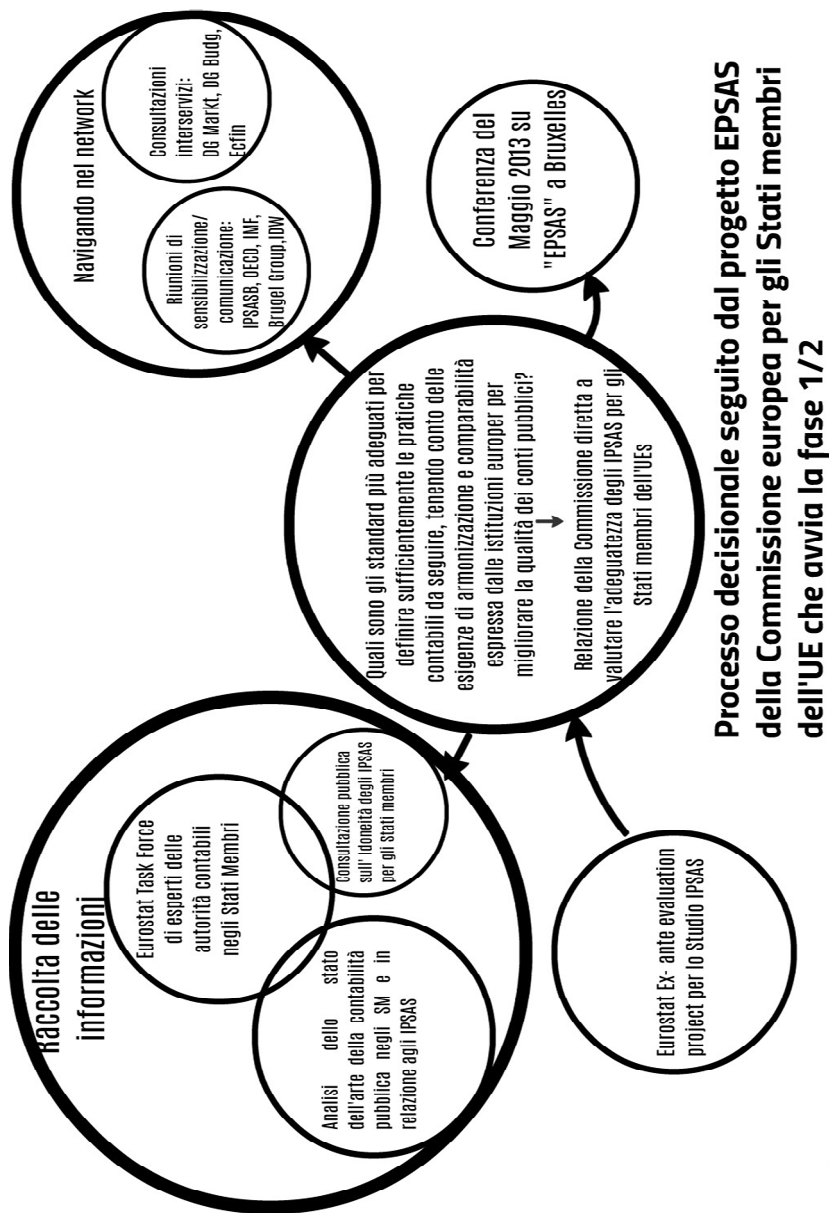 Raccolta delle
informazioni
Eurostat Task Force
di esperti delle
autorità contabili
negli Stati Membri
Consultazione pubblica
sull' idoneità degli IPSAS
per gli Stati membri
Analisi dello stato
dell'arte della contabilità
pubblica negli SM e in
relazione agli IPSAS
Navigando nel network
Riunioni di
sensibilizzazione/
comunicazione:
IPSASB, OECD, IMF,
Brugel Group,IDW
Consultazioni
interservizi:
DG Markt, DG Budg,
Ecfin
Quali sono gli standard più adeguati per
definire sufficientemente le pratiche
contabili da seguire, tenendo conto delle
esigenze di armonizzazione e comparabilità
espressa dalle istituzioni europer per
migliorare la qualità dei conti pubblici?
Relazione della Commissione diretta a
valutare l'adeguatezza degli IPSAS per gli
Stati membri dell'UEs
Conferenza del
Maggio 2013 su
"EPSAS" a Bruxelles
Eurostat Ex- ante evaluation
project per lo Studio IPSAS
Processo decisionale seguito dal progetto EPSAS
della Commissione europea per gli Stati membri
dell'UE che avvia la fase 1/2